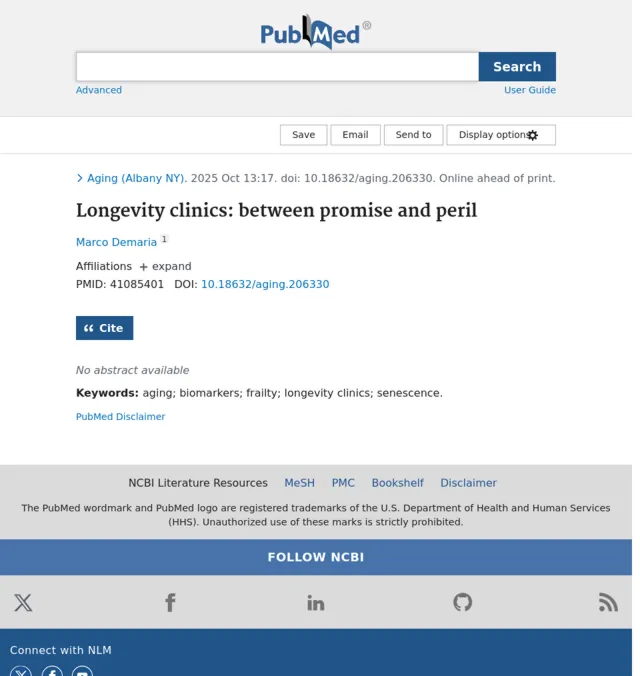 PubMed®
Search
Advanced
User Guide
Save
Email
Send to
Display options
Aging (Albany NY). 2025 Oct 13:17. doi: 10.18632/aging.206330. Online ahead of print.
Longevity clinics: between promise and peril
Marco Demaria 1
Affiliations + expand
PMID: 41085401 DOI: 10.18632/aging.206330
Cite
No abstract available
Keywords: aging; biomarkers; frailty; longevity clinics; senescence.
PubMed Disclaimer
NCBI Literature Resources MeSH PMC Bookshelf Disclaimer
The PubMed wordmark and PubMed logo are registered trademarks of the U.S. Department of Health and Human Services
(HHS). Unauthorized use of these marks is strictly prohibited.
FOLLOW NCBI
Connect with NLM